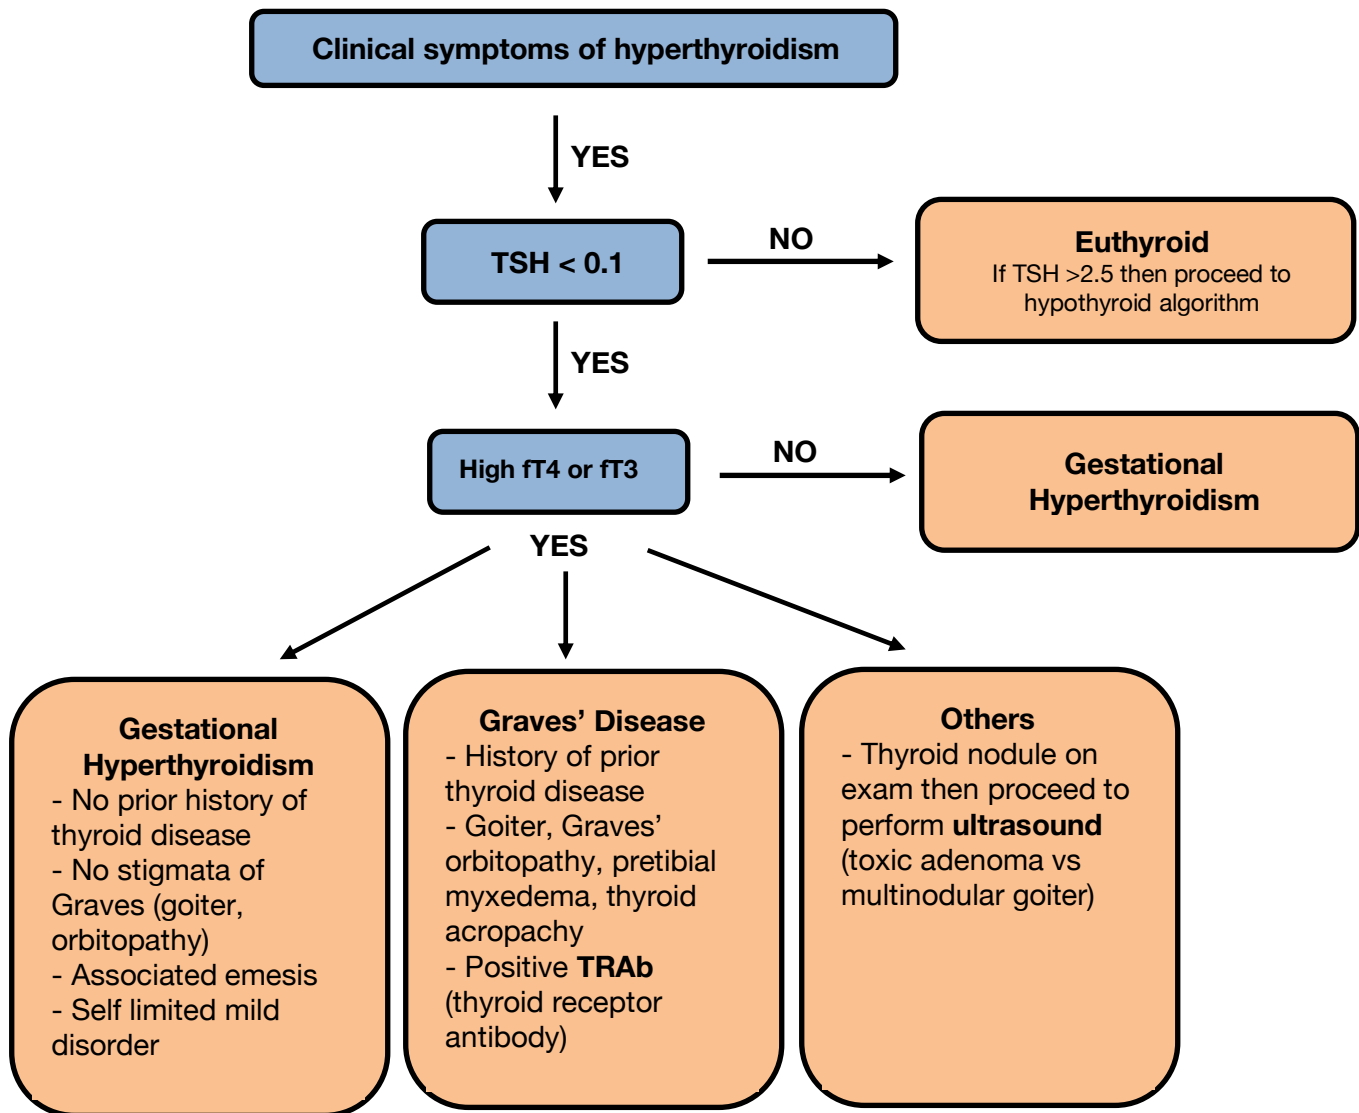 Clinical symptoms of hyperthyroidism
YES
TSH < 0.1
NO
Euthyroid
If TSH >2.5 then proceed to
hypothyroid algorithm
YES
High fT4 or fT3
NO
Gestational
Hyperthyroidism
YES
Gestational
Hyperthyroidism
- No prior history of
thyroid disease
- No stigmata of
Graves (goiter,
orbitopathy)
- Associated emesis
- Self limited mild
disorder
Graves’ Disease
- History of prior
thyroid disease
- Goiter, Graves’
orbitopathy, pretibial
myxedema, thyroid
acropachy
- Positive TRAb
(thyroid receptor
antibody)
Others
- Thyroid nodule on
exam then proceed to
perform ultrasound
(toxic adenoma vs
multinodular goiter)